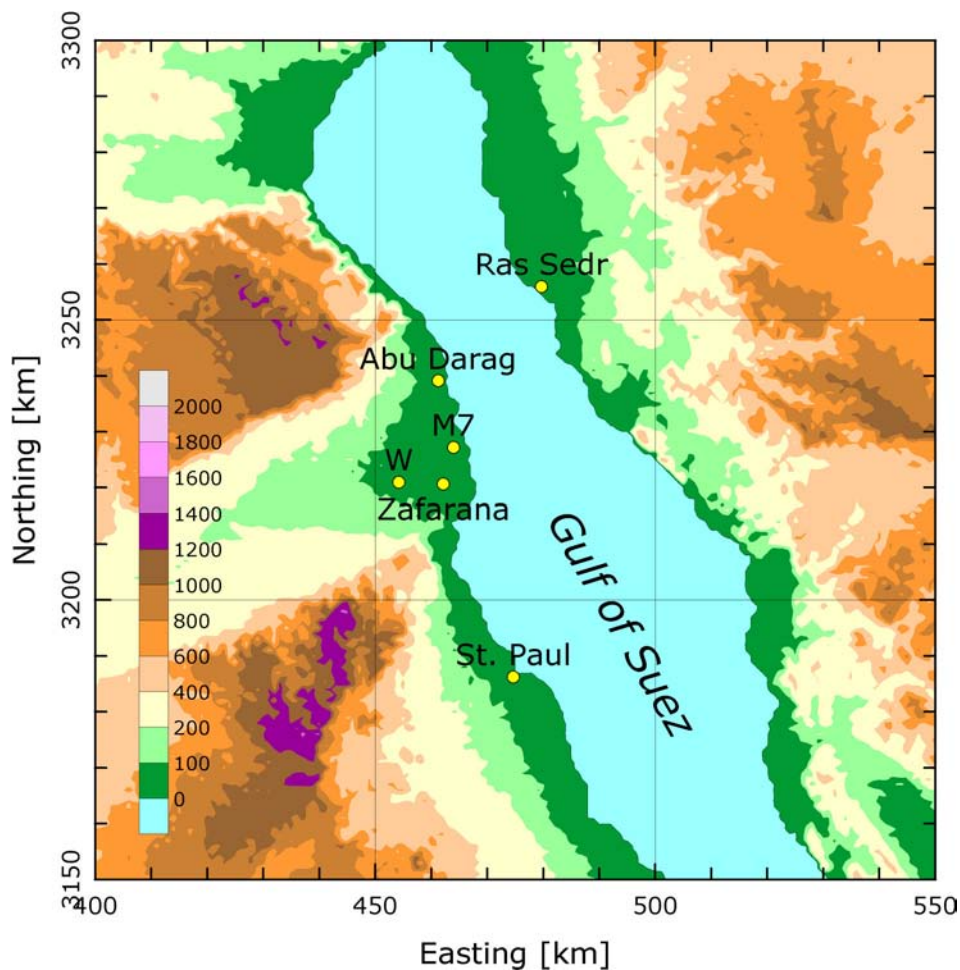 3300
3250
3200
3150
Northing [km]
Ras Sedr
Abu Darag
M7
W
Zafarana
Gulf of Suez
St. Paul
2000
1800
1600
1400
1200
1000
800
600
400
200
100
0
400
450
500
550
Easting [km]